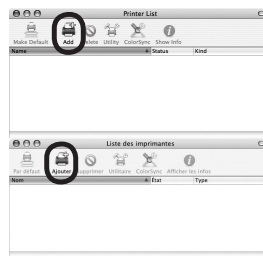 Printer List
Make Default Add Delete Utility ColorSync Show Info
Name Status Kind
Liste des imprimantes
Par défaut Ajouter Supprimer Utilitaire ColorSync Afficher les infos
Nom État Type